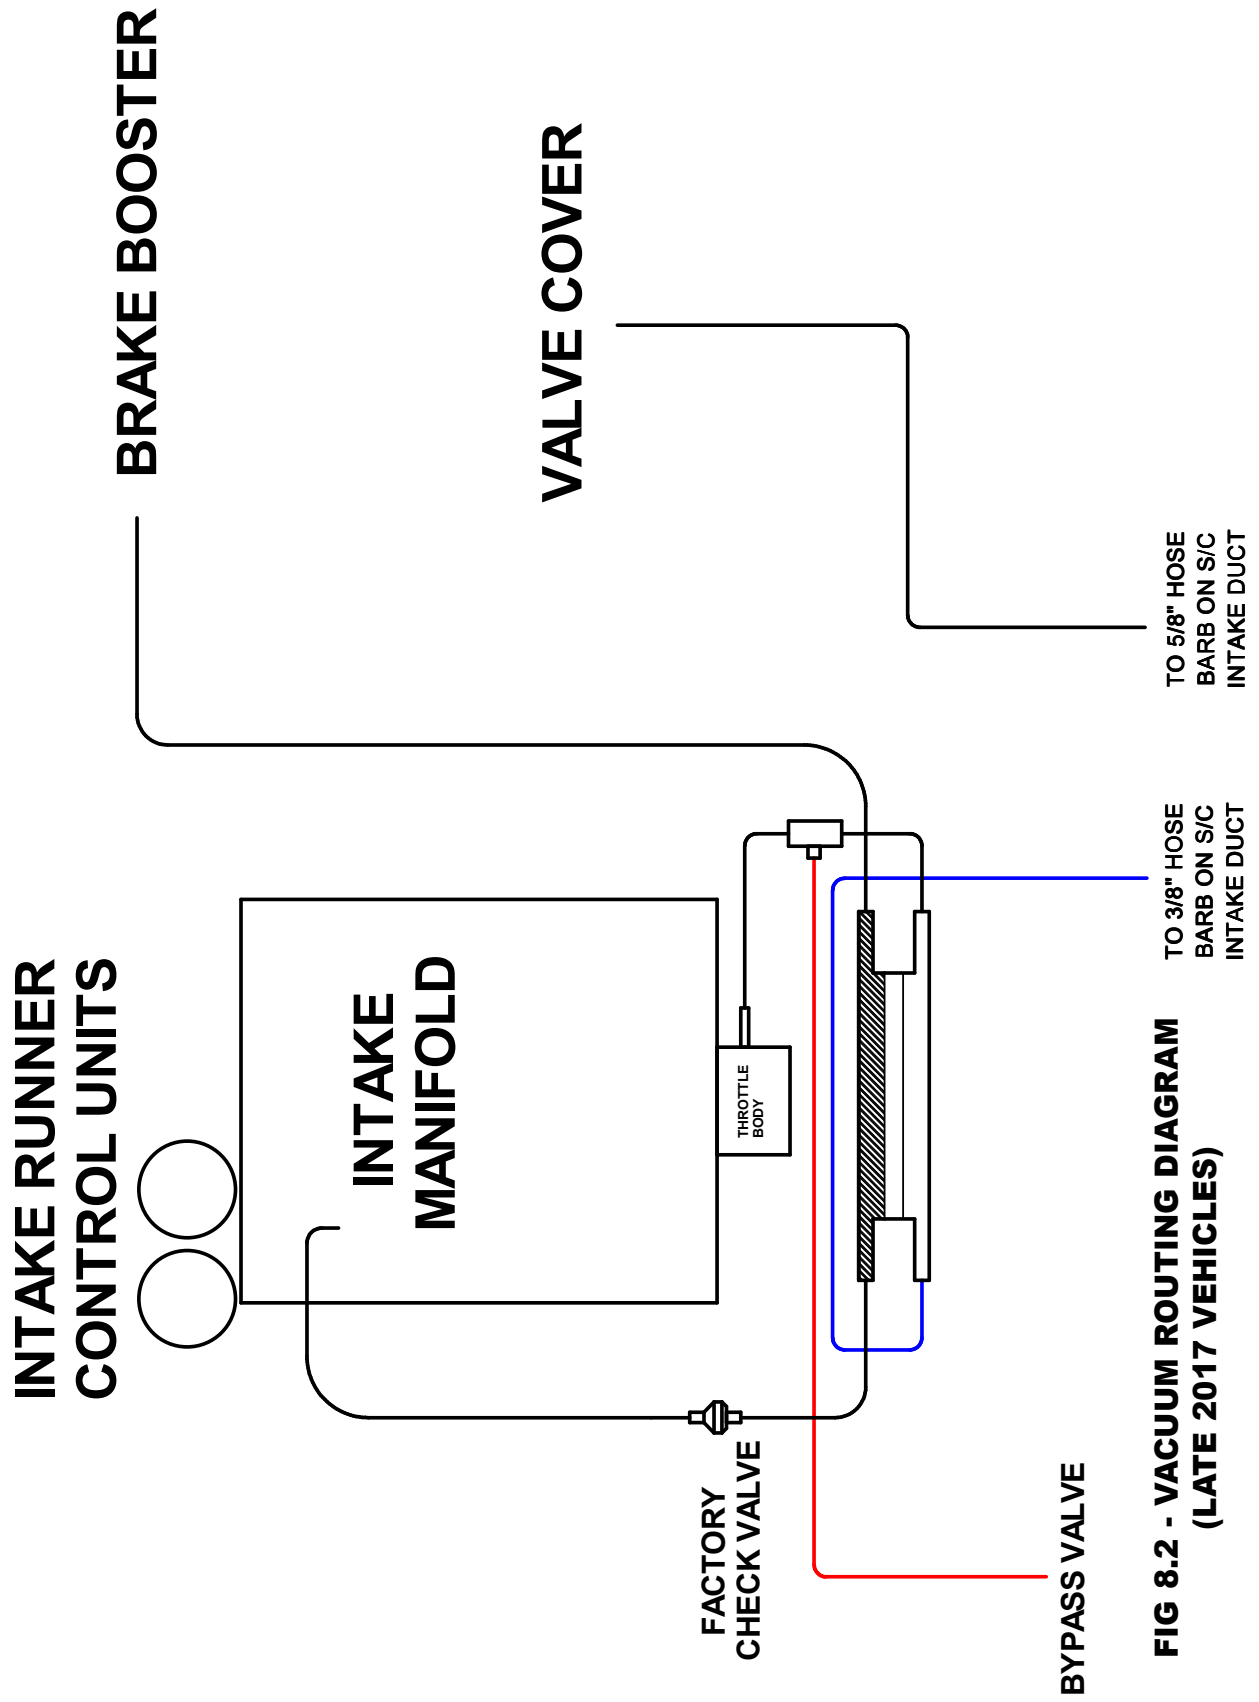 INTAKE RUNNER
CONTROL UNITS
BRAKE BOOSTER
INTAKE
MANIFOLD
VALVE COVER
THROTTLE
BODY
FACTORY
CHECK VALVE
BYPASS VALVE
TO 3/8" HOSE
BARB ON S/C
INTAKE DUCT
TO 5/8" HOSE
BARB ON S/C
INTAKE DUCT
FIG 8.2 - VACUUM ROUTING DIAGRAM
(LATE 2017 VEHICLES)